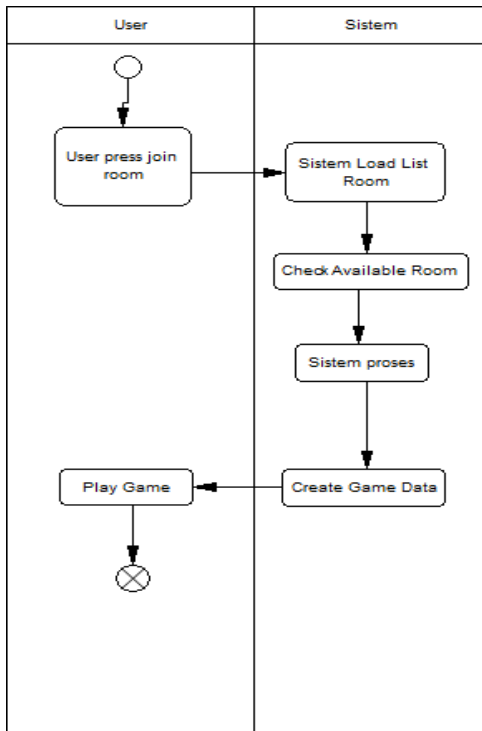 User
Sistem
User press join
room
Sistem Load List
Room
Check Available Room
Sistem proses
Play Game
Create Game Data